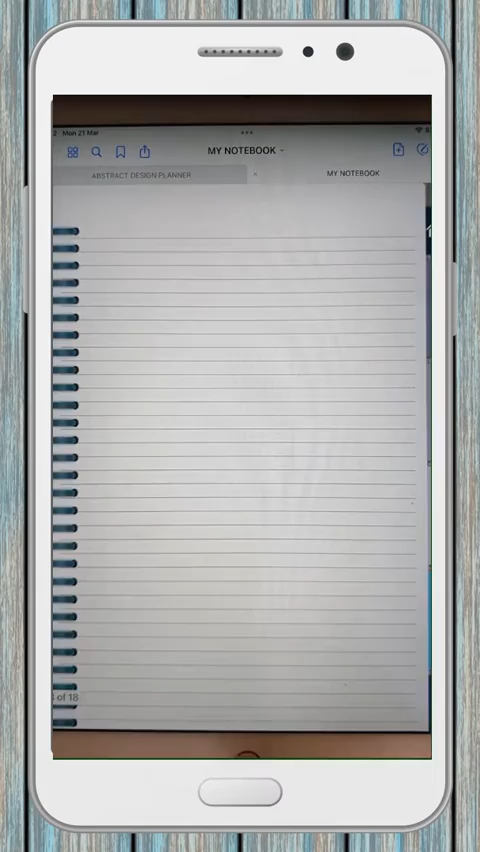 Mon 21 Mar
MY NOTEBOOK
ABSTRACT DESIGN PLANNER
MY NOTEBOOK
of 18